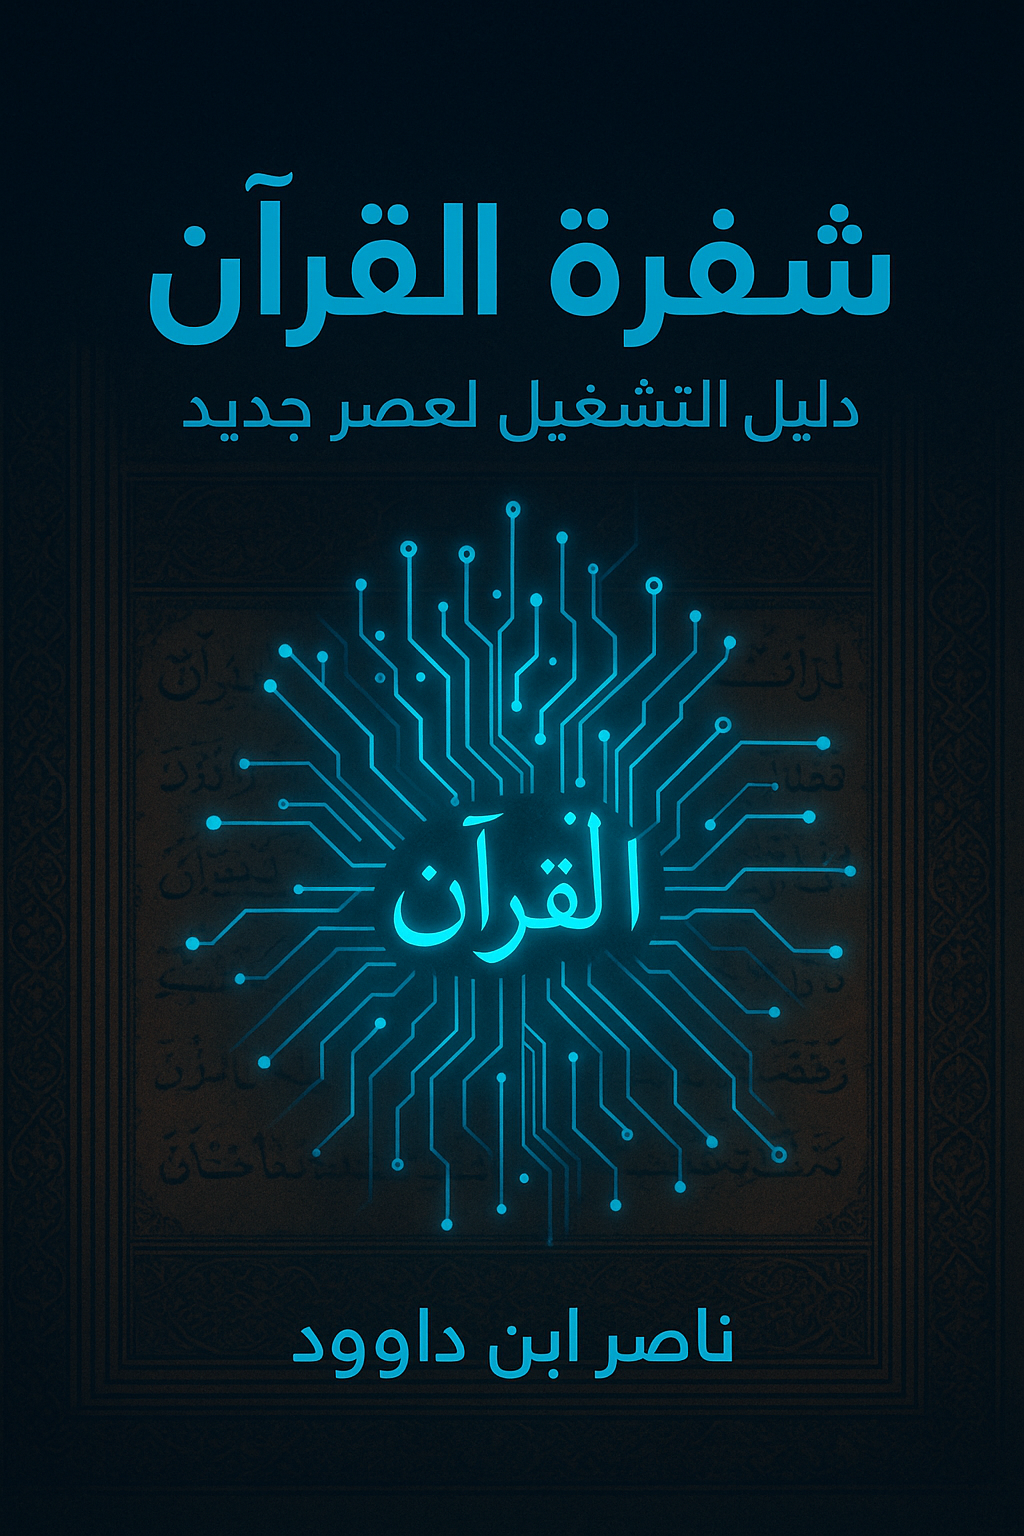 شفرة القرآن
دليل التشغيل لعصر جديد
القرآن
ناصر ابن داوود